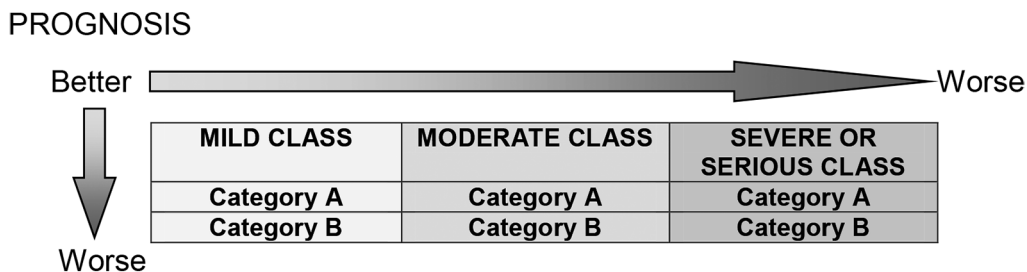 PROGNOSIS
Better
Worse
MILD CLASS
MODERATE CLASS
SEVERE OR
SERIOUS CLASS
Category A
Category A
Category A
Category B
Category B
Category B
Worse